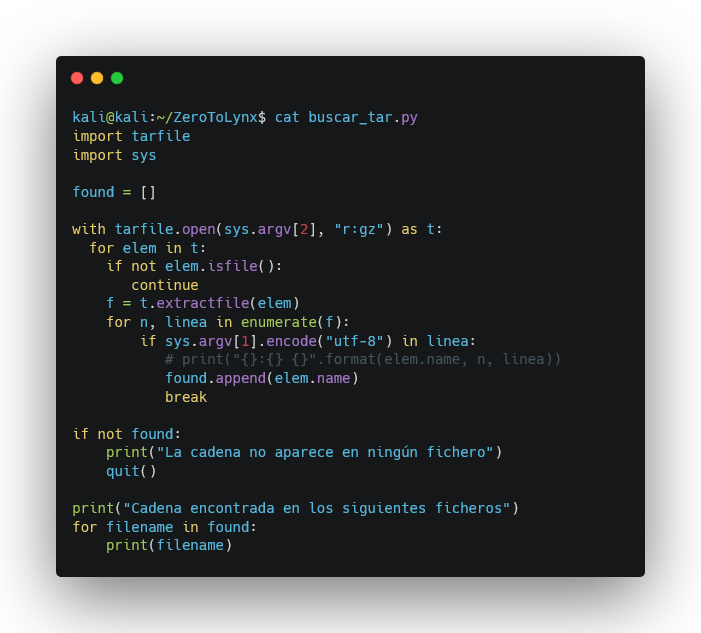 kali@kali:~/ZeroToLynx$ cat buscar_tar.py
import tarfile
import sys

found = []

with tarfile.open(sys.argv[2], "r:gz") as t:
  for elem in t:
    if not elem.isfile():
       continue
    f = t.extractfile(elem)
    for n, linea in enumerate(f):
        if sys.argv[1].encode("utf-8") in linea:
           # print("{}:{} {}".format(elem.name, n, linea))
           found.append(elem.name)
           break

if not found:
    print("La cadena no aparece en ningún fichero")
    quit()

print("Cadena encontrada en los siguientes ficheros")
for filename in found:
    print(filename)